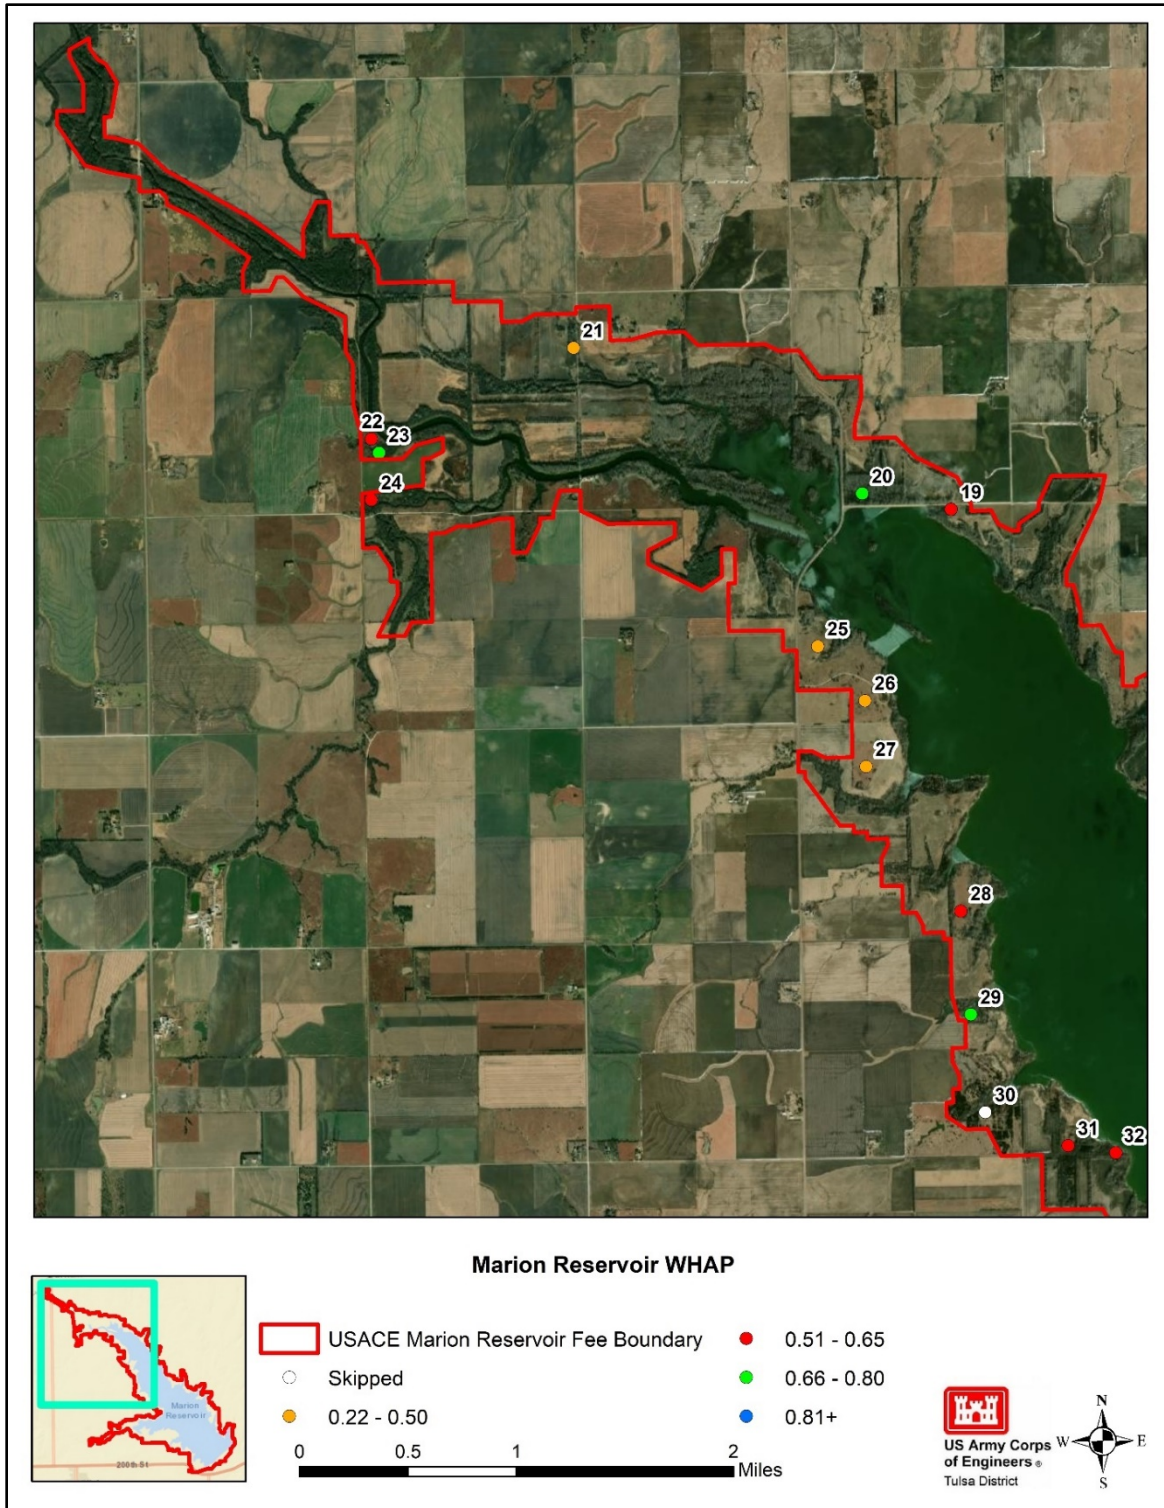 21
22
23
24
20
19
25
26
27
28
29
30
31
32
Marion Reservoir WHAP
Marion
Reservoir
200th St
USACE Marion Reservoir Fee Boundary
Skipped
0.22 - 0.50
0.51 - 0.65
0.66 - 0.80
0.81+
0 0.5 1 2
Miles
US Army Corps
of Engineers ®
Tulsa District
N
W E
S